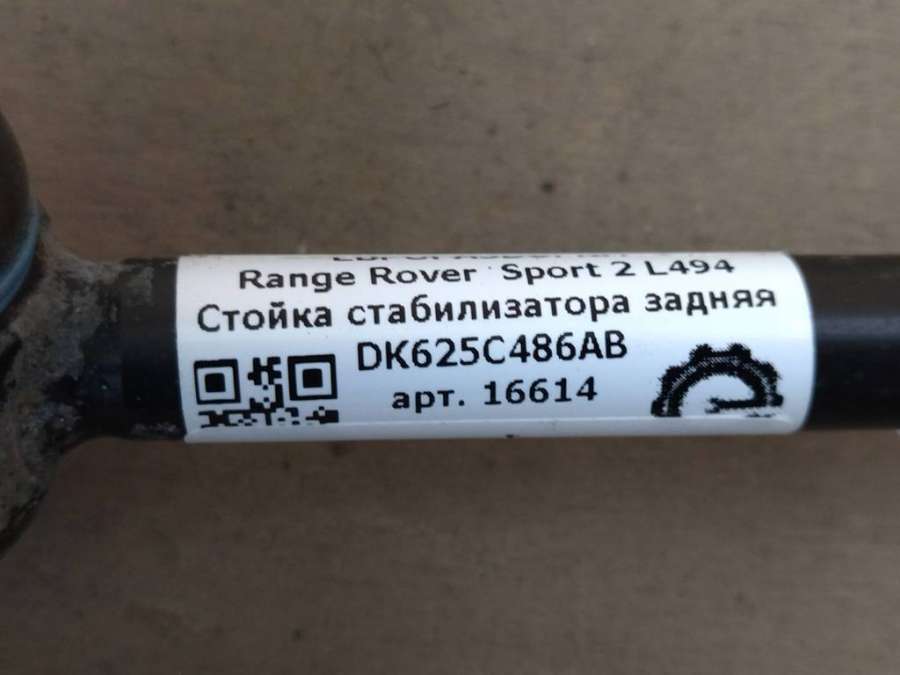 Range Rover Sport 2 L494
Стойка стабилизатора задняя
DK625C486AB
арт. 16614